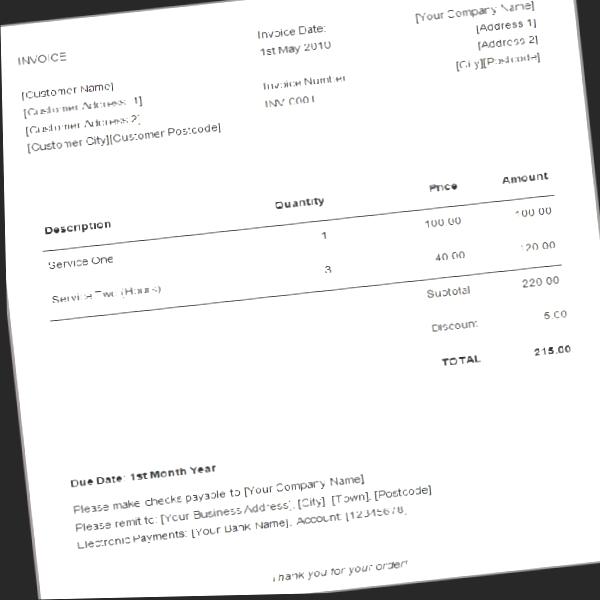 INVOICE
Invoice Date:
1st May 2010
[Your Company Name]
[Address 1]
[Address 2]
[City][Postcode]
[Customer Name]
[Customer Address 1]
[Customer Address 2]
[Customer City][Customer Postcode]
Invoice Number
INV 0001
Description Quantity Price Amount
Service One 1 100.00 100.00
Service Two (Hours) 3 40.00 120.00
Subtotal 220.00
Discount 5.00
TOTAL 215.00
Due Date: 1st Month Year
Please make checks payable to [Your Company Name]
Please remit to: [Your Business Address], [City], [Town], [Postcode]
Electronic Payments: [Your Bank Name], Account: [12345678]
Thank you for your order!